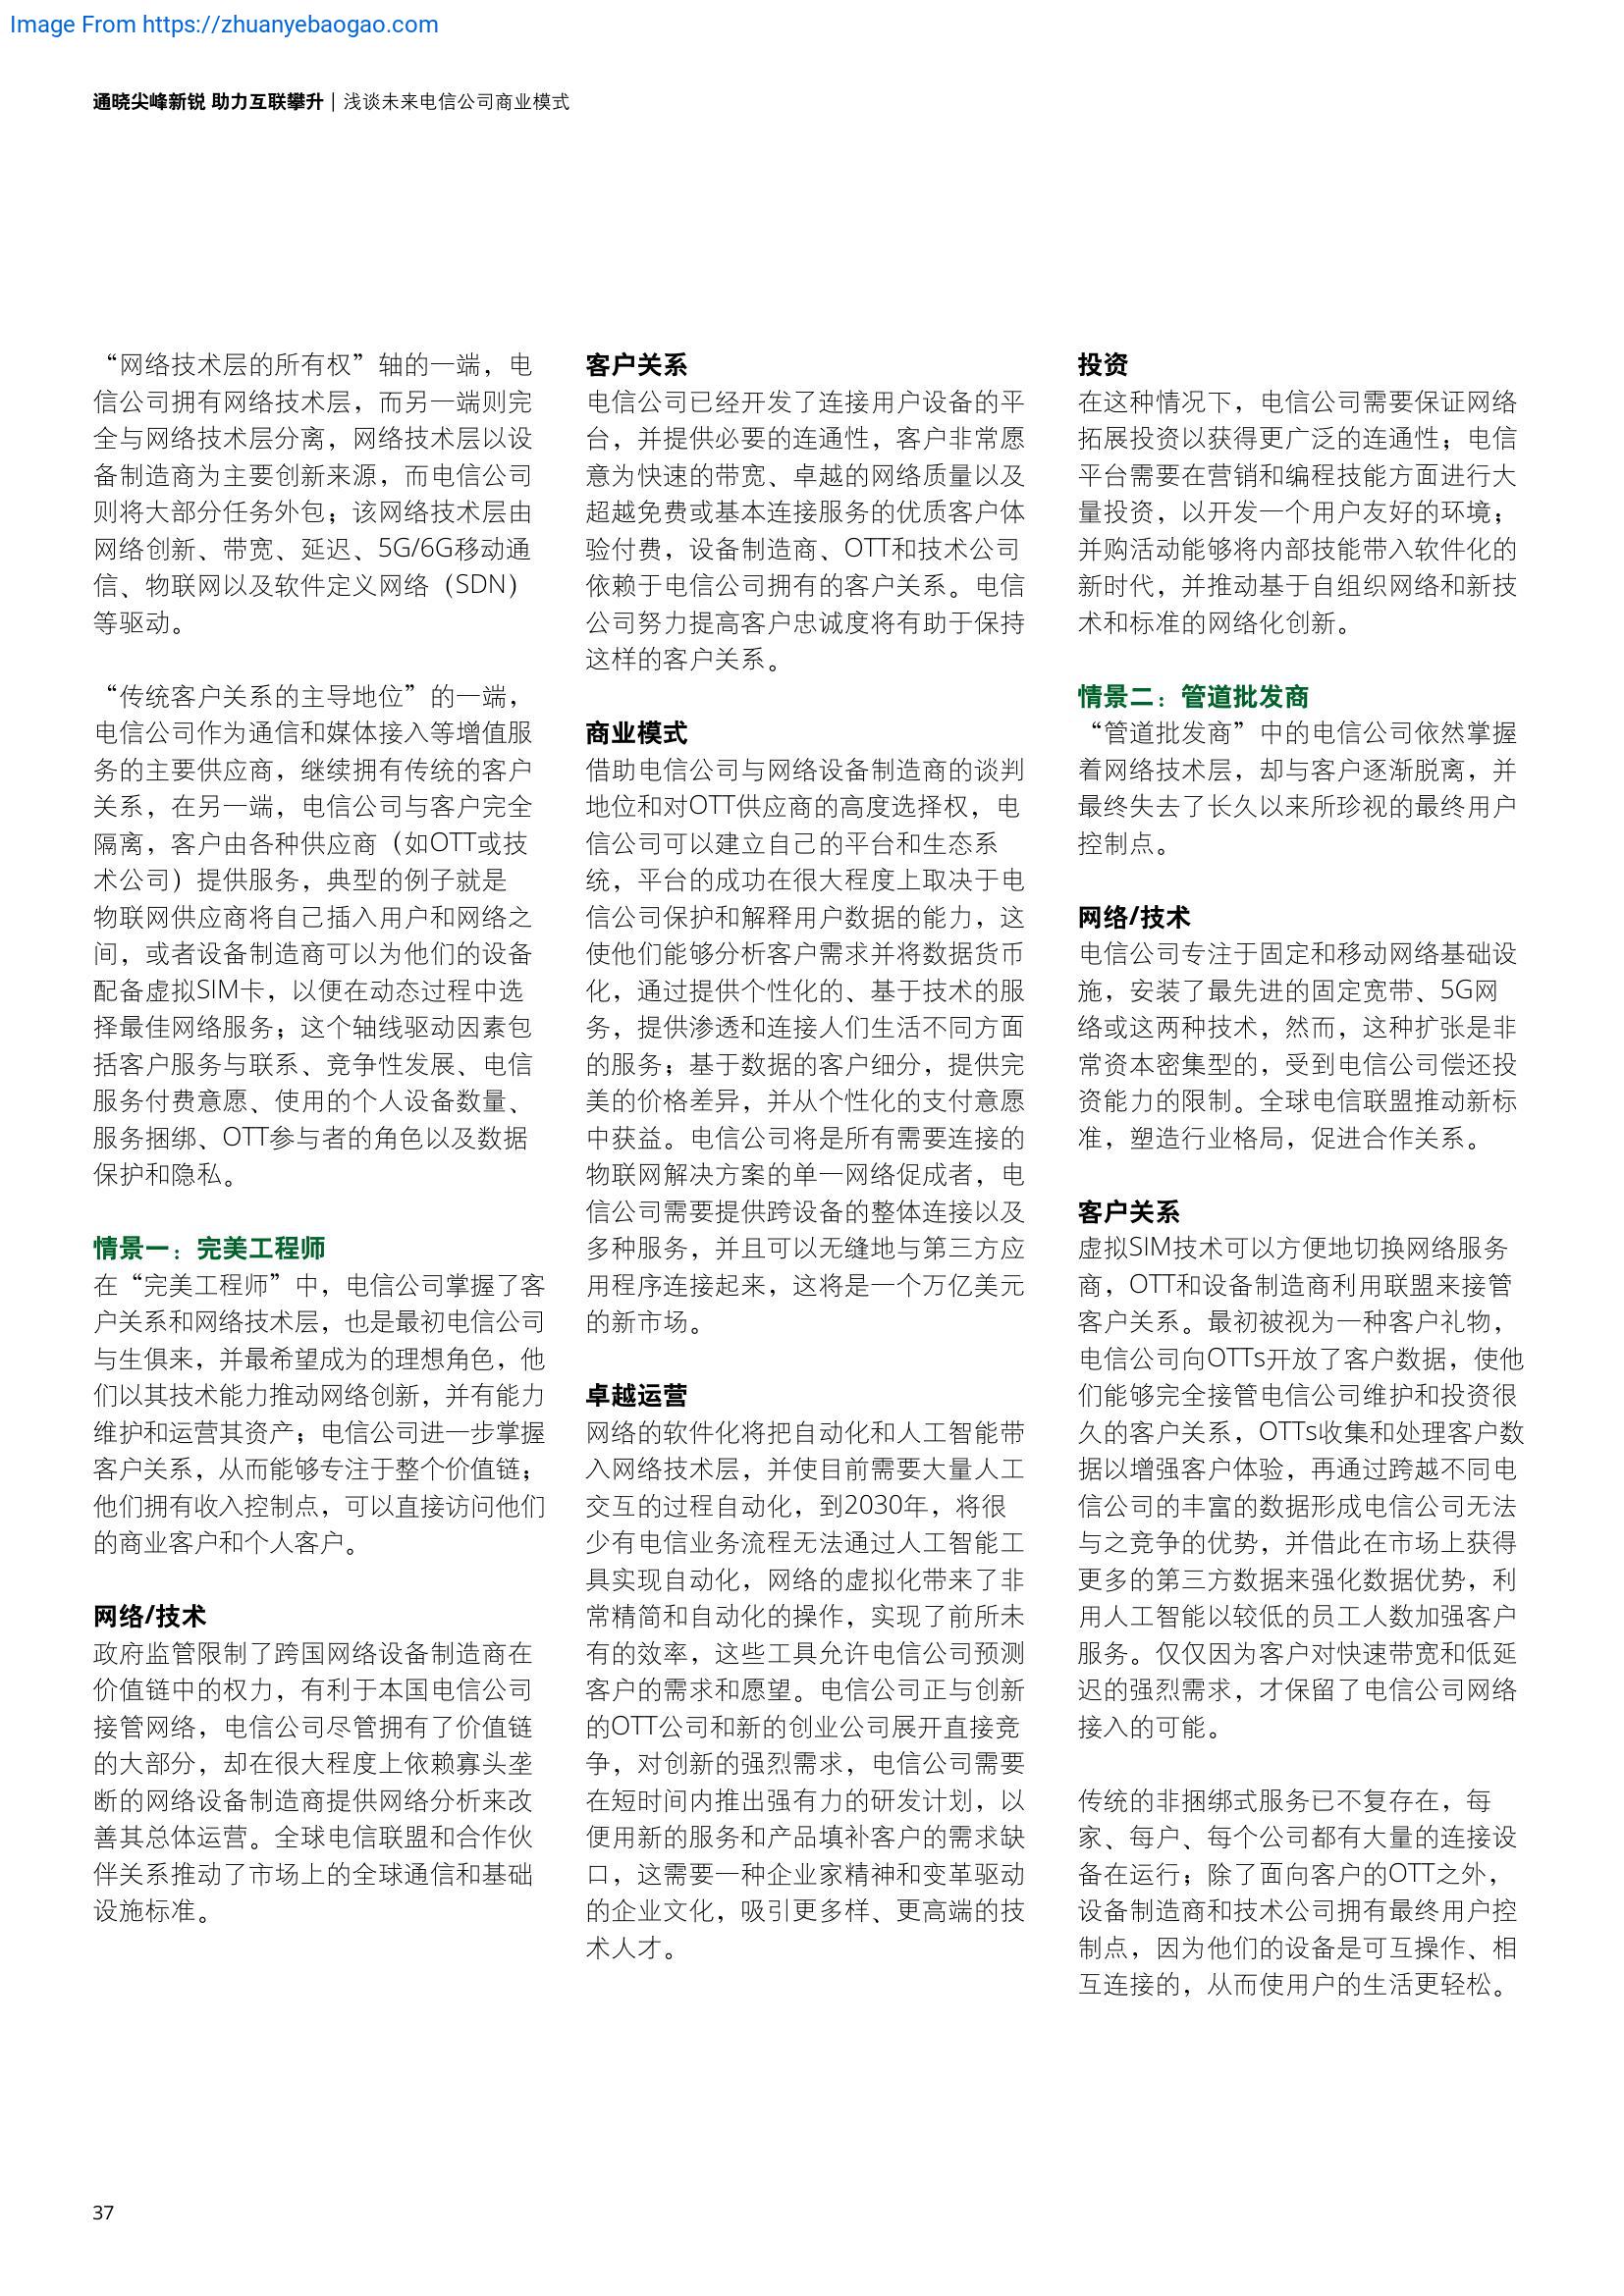 Image From https://zhuanyebaogao.com
通晓尖峰新锐 助力互联攀升 | 浅谈未来电信公司商业模式
“网络技术层的所有权”轴的一端，电
信公司拥有网络技术层，而另一端则完
全与网络技术层分离，网络技术层以设
备制造商为主要创新来源，而电信公司
则将大部分任务外包；该网络技术层由
网络创新、带宽、延迟、5G/6G移动通
信、物联网以及软件定义网络（SDN）
等驱动。
“传统客户关系的主导地位”的一端，
电信公司作为通信和媒体接入等增值服
务的主要供应商，继续拥有传统的客户
关系，在另一端，电信公司与客户完全
隔离，客户由各种供应商（如OTT或技
术公司）提供服务，典型的例子就是
物联网供应商将自己插入用户和网络之
间，或者设备制造商可以为他们的设备
配备虚拟SIM卡，以便在动态过程中选
择最佳网络服务；这个轴线驱动因素包
括客户服务与联系、竞争性发展、电信
服务付费意愿、使用的个人设备数量、
服务捆绑、OTT参与者的角色以及数据
保护和隐私。
情景一：完美工程师
在“完美工程师”中，电信公司掌握了客
户关系和网络技术层，也是最初电信公司
与生俱来，并最希望成为的理想角色，他
们以其技术能力推动网络创新，并有能力
维护和运营其资产；电信公司进一步掌握
客户关系，从而能够专注于整个价值链；
他们拥有收入控制点，可以直接访问他们
的商业客户和个人客户。
网络/技术
政府监管限制了跨国网络设备制造商在
价值链中的权力，有利于本国电信公司
接管网络，电信公司尽管拥有了价值链
的大部分，却在很大程度上依赖寡头垄
断的网络设备制造商提供网络分析来改
善其总体运营。全球电信联盟和合作伙
伴关系推动了市场上的全球通信和基础
设施标准。
客户关系
电信公司已经开发了连接用户设备的平
台，并提供必要的连通性，客户非常愿
意为快速的带宽、卓越的网络质量以及
超越免费或基本连接服务的优质客户体
验付费，设备制造商、OTT和技术公司
依赖于电信公司拥有的客户关系。电信
公司努力提高客户忠诚度将有助于保持
这样的客户关系。
商业模式
借助电信公司与网络设备制造商的谈判
地位和对OTT供应商的高度选择权，电
信公司可以建立自己的平台和生态系
统，平台的成功在很大程度上取决于电
信公司保护和解释用户数据的能力，这
使他们能够分析客户需求并将数据货币
化，通过提供个性化的、基于技术的服
务，提供渗透和连接人们生活不同方面
的服务；基于数据的客户细分，提供完
美的价格差异，并从个性化的支付意愿
中获益。电信公司将是所有需要连接的
物联网解决方案的单一网络促成者，电
信公司需要提供跨设备的整体连接以及
多种服务，并且可以无缝地与第三方应
用程序连接起来，这将是一个万亿美元
的新市场。
卓越运营
网络的软件化将把自动化和人工智能带
入网络技术层，并使目前需要大量人工
交互的过程自动化，到2030年，将很
少有电信业务流程无法通过人工智能工
具实现自动化，网络的虚拟化带来了非
常精简和自动化的操作，实现了前所未
有的效率，这些工具允许电信公司预测
客户的需求和愿望。电信公司正与创新
的OTT公司和新的创业公司展开直接竞
争，对创新的强烈需求，电信公司需要
在短时间内推出强有力的研发计划，以
便用新的服务和产品填补客户的需求缺
口，这需要一种企业家精神和变革驱动
的企业文化，吸引更多样、更高端的技
术人才。
投资
在这种情况下，电信公司需要保证网络
拓展投资以获得更广泛的连通性；电信
平台需要在营销和编程技能方面进行大
量投资，以开发一个用户友好的环境；
并购活动能够将内部技能带入软件化的
新时代，并推动基于自组织网络和新技
术和标准的网络化创新。
情景二：管道批发商
“管道批发商”中的电信公司依然掌握
着网络技术层，却与客户逐渐脱离，并
最终失去了长久以来所珍视的最终用户
控制点。
网络/技术
电信公司专注于固定和移动网络基础设
施，安装了最先进的固定宽带、5G网
络或这两种技术，然而，这种扩张是非
常资本密集型的，受到电信公司偿还投
资能力的限制。全球电信联盟推动新标
准，塑造行业格局，促进合作关系。
客户关系
虚拟SIM技术可以方便地切换网络服务
商，OTT和设备制造商利用联盟来接管
客户关系。最初被视为一种客户礼物，
电信公司向OTTs开放了客户数据，使他
们能够完全接管电信公司维护和投资很
久的客户关系，OTTs收集和处理客户数
据以增强客户体验，再通过跨越不同电
信公司的丰富的数据形成电信公司无法
与之竞争的优势，并借此在市场上获得
更多的第三方数据来强化数据优势，利
用人工智能以较低的员工人数加强客户
服务。仅仅因为客户对快速带宽和低延
迟的强烈需求，才保留了电信公司网络
接入的可能。
传统的非捆绑式服务已不复存在，每
家、每户、每个公司都有大量的连接设
备在运行；除了面向客户的OTT之外，
设备制造商和技术公司拥有最终用户控
制点，因为他们的设备是可互操作、相
互连接的，从而使用户的生活更轻松。
37